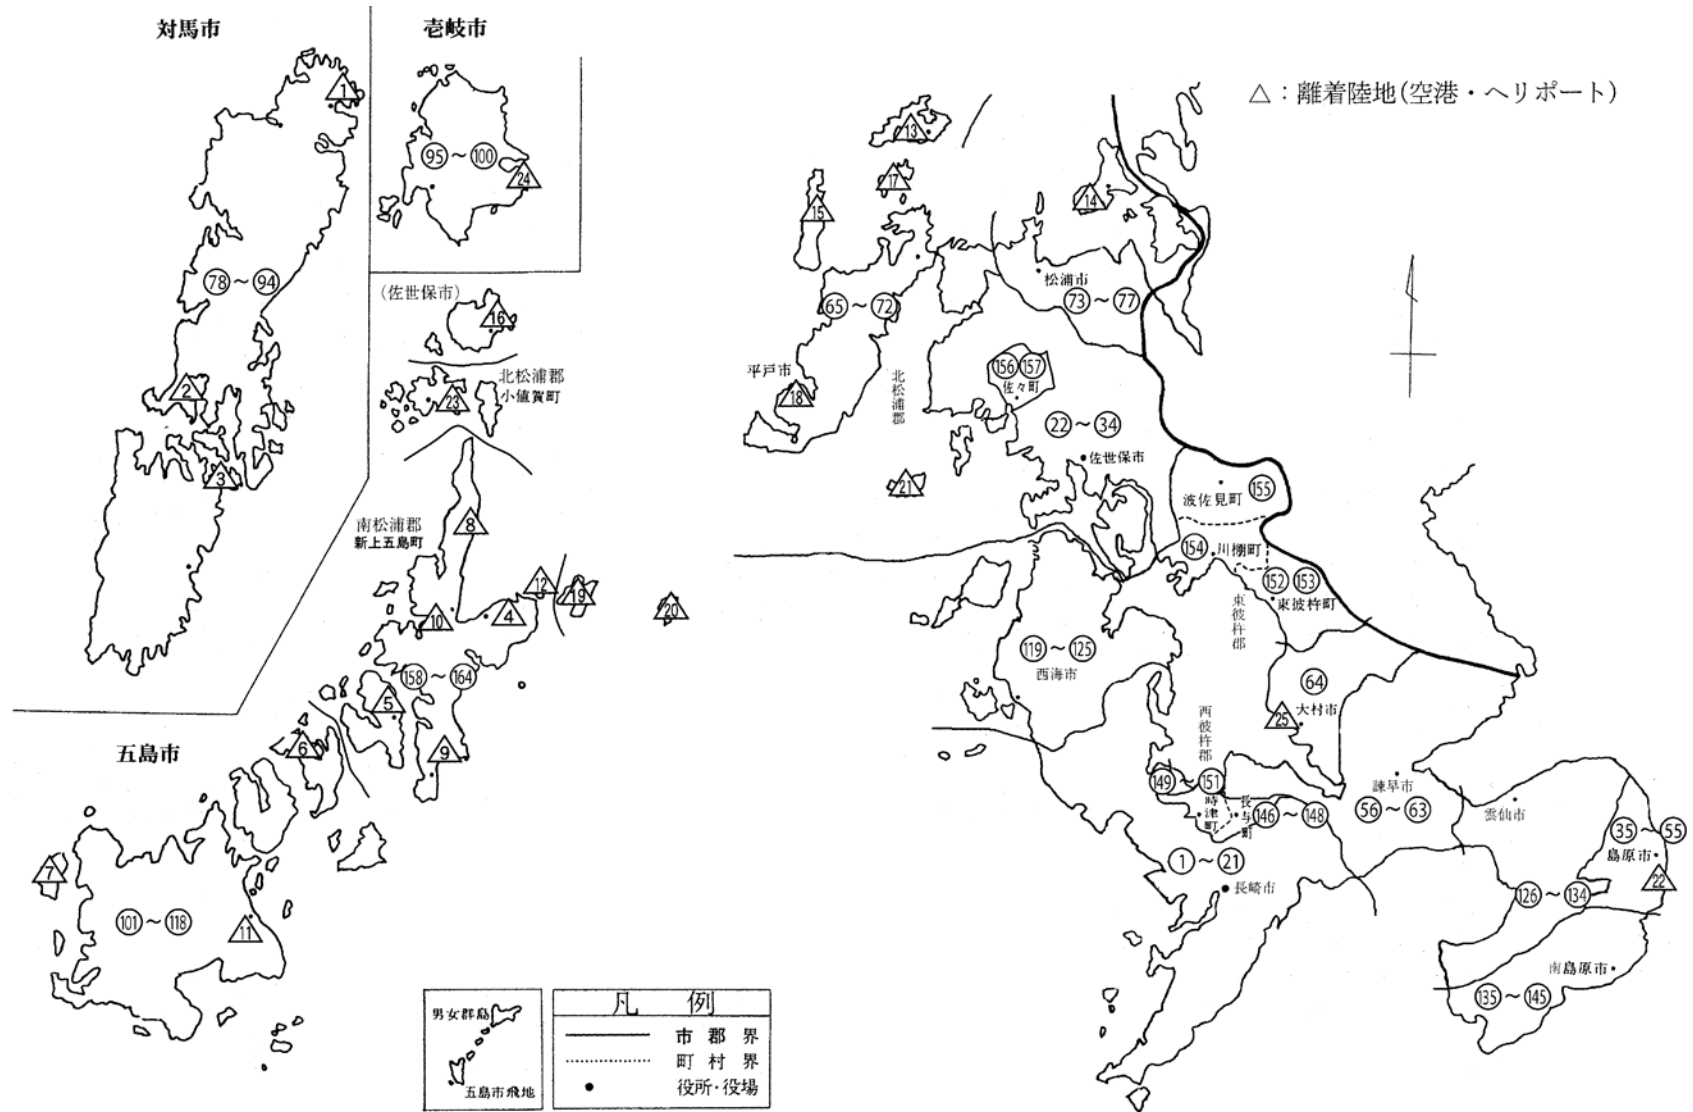 対馬市
壱岐市
△：離着陸地(空港・ヘリポート)
1
13
95～100
24
17
14
15
78～94
松浦市
73～77
(佐世保市)
16
65～72
156 157
佐々町
平戸市
18
北松浦郡
北松浦郡
小値賀町
23
2
22～34
佐世保市
3
21
155
波佐見町
南松浦郡
新上五島町
8
154
川棚町
152 153
東彼杵町
東彼杵郡
12
19
20
10
4
119～125
西海市
158～164
5
64
大村市
25
西彼杵郡
6
9
五島市
149～151
時津町
長与町
146～148
諫早市
56～63
雲仙市
35～55
島原市
22
7
1～21
長崎市
126～134
101～118
11
南島原市
135～145
男女群島
五島市飛地
凡 例
市郡界
町村界
役所・役場